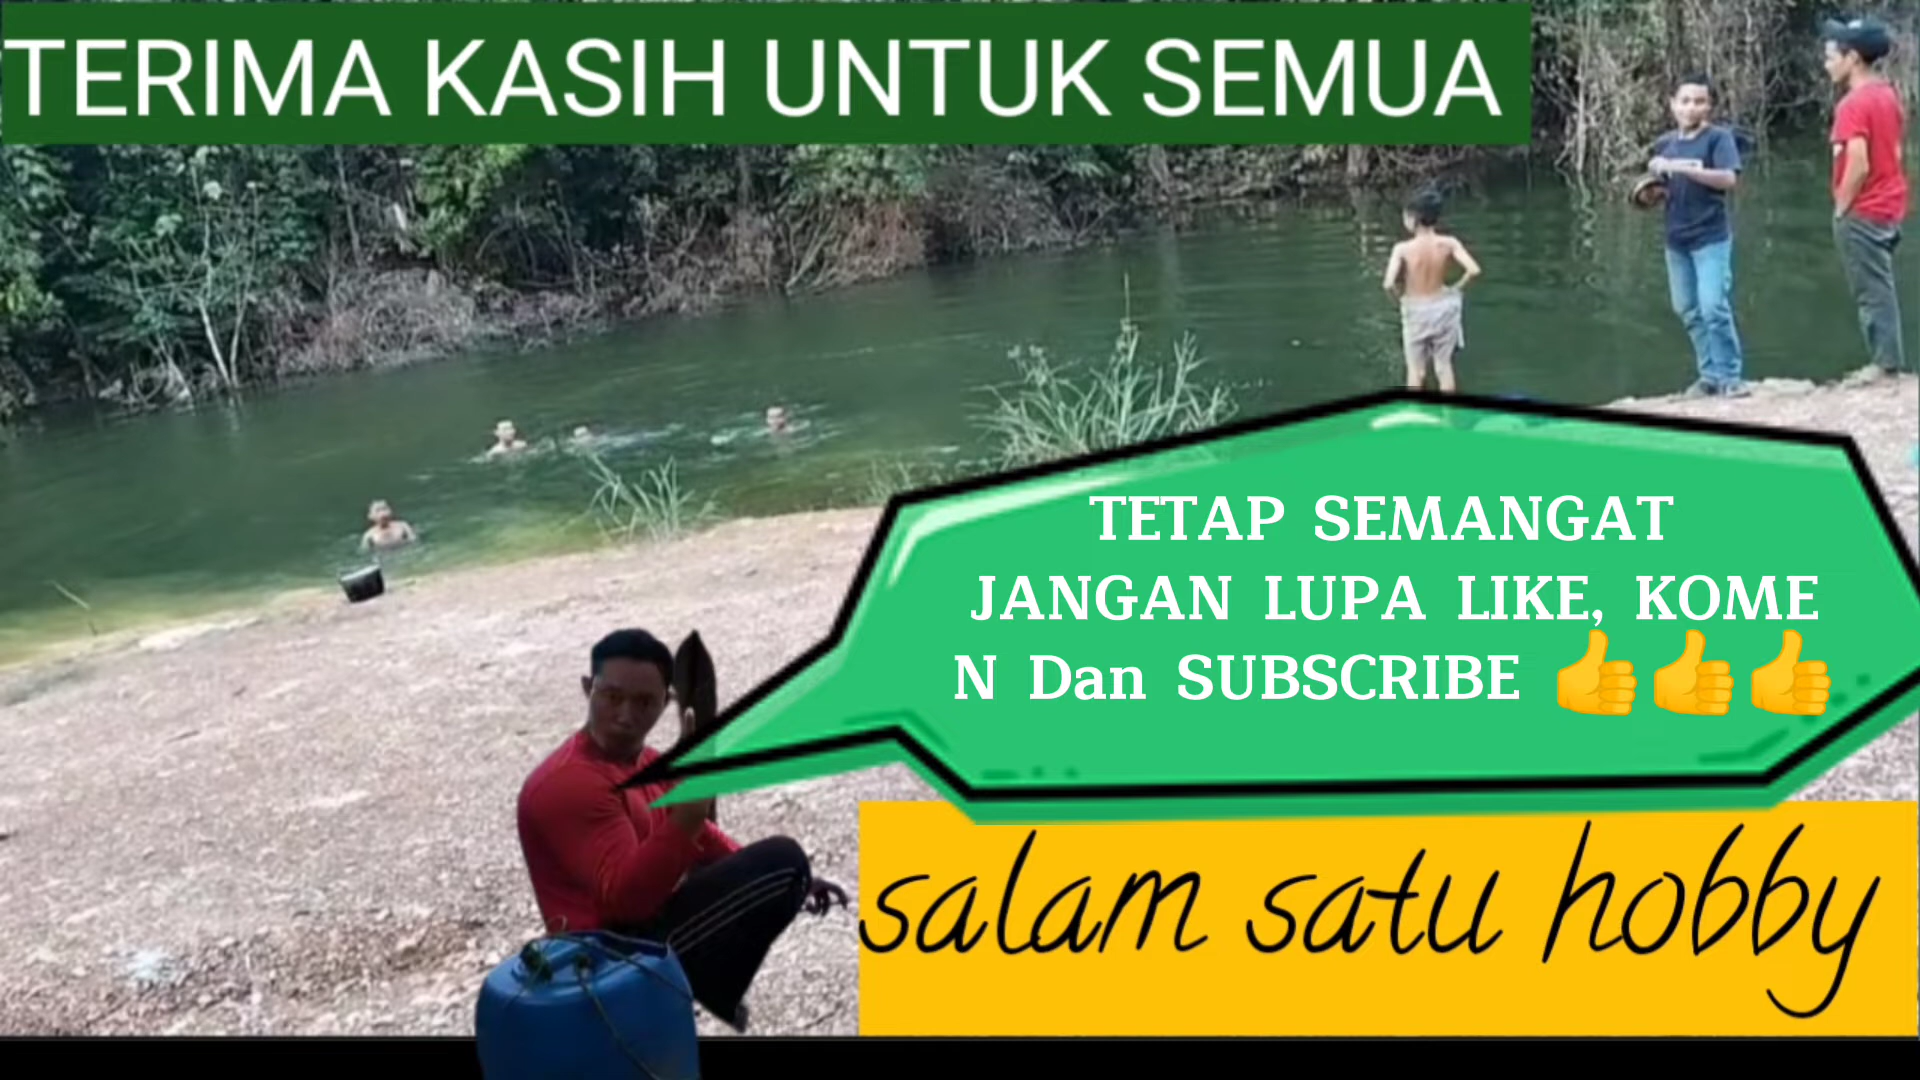 TERIMA KASIH UNTUK SEMUA
TETAP SEMANGAT
JANGAN LUPA LIKE, KOME
N Dan SUBSCRIBE 👍👍👍
salam satu hobby